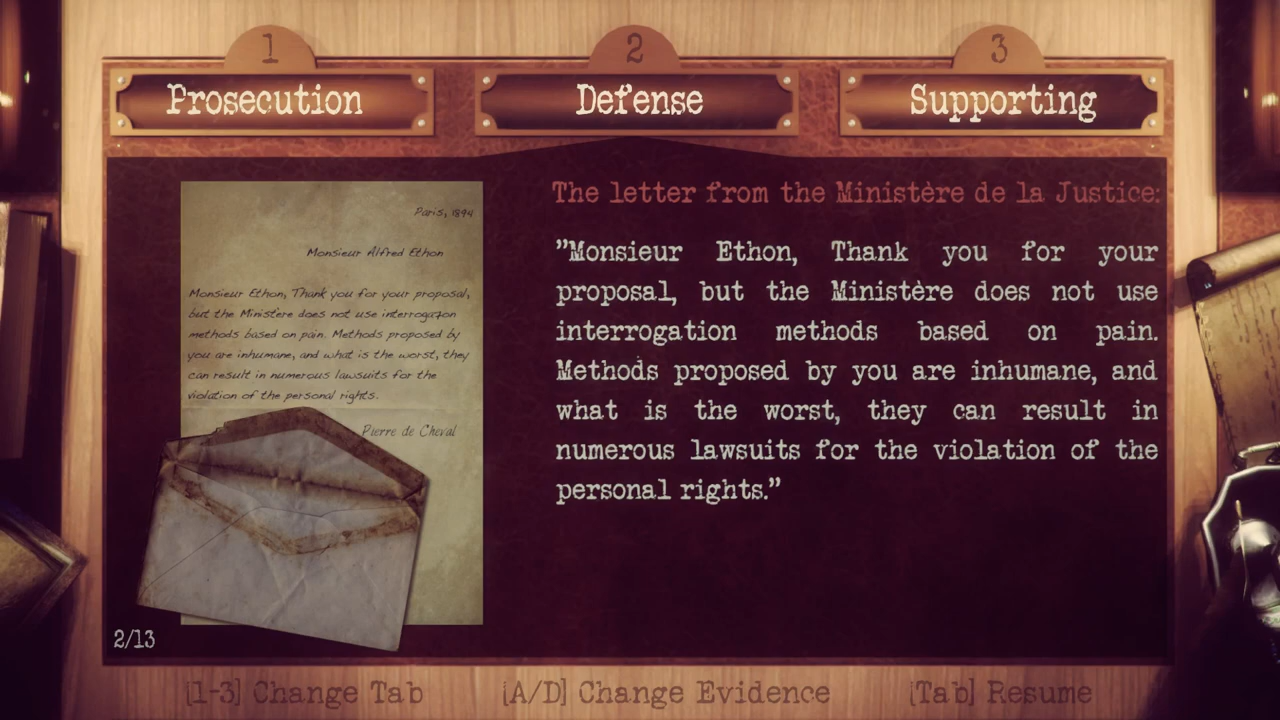 1
2
3
Prosecution
Defense
Supporting
Paris, 1894
Monsieur Alfred Ethon
Monsieur Ethon, Thank you for your proposal,
but the Ministère does not use interrogation
methods based on pain. Methods proposed by
you are inhumane, and what is the worst, they
can result in numerous lawsuits for the
violation of the personal rights.
Pierre de Cheval
The letter from the Ministère de la Justice:
"Monsieur Ethon, Thank you for your
proposal, but the Ministère does not use
interrogation methods based on pain.
Methods proposed by you are inhumane, and
what is the worst, they can result in
numerous lawsuits for the violation of the
personal rights."
2/13
[1-3] Change Tab
[A/D] Change Evidence
[Tab] Resume